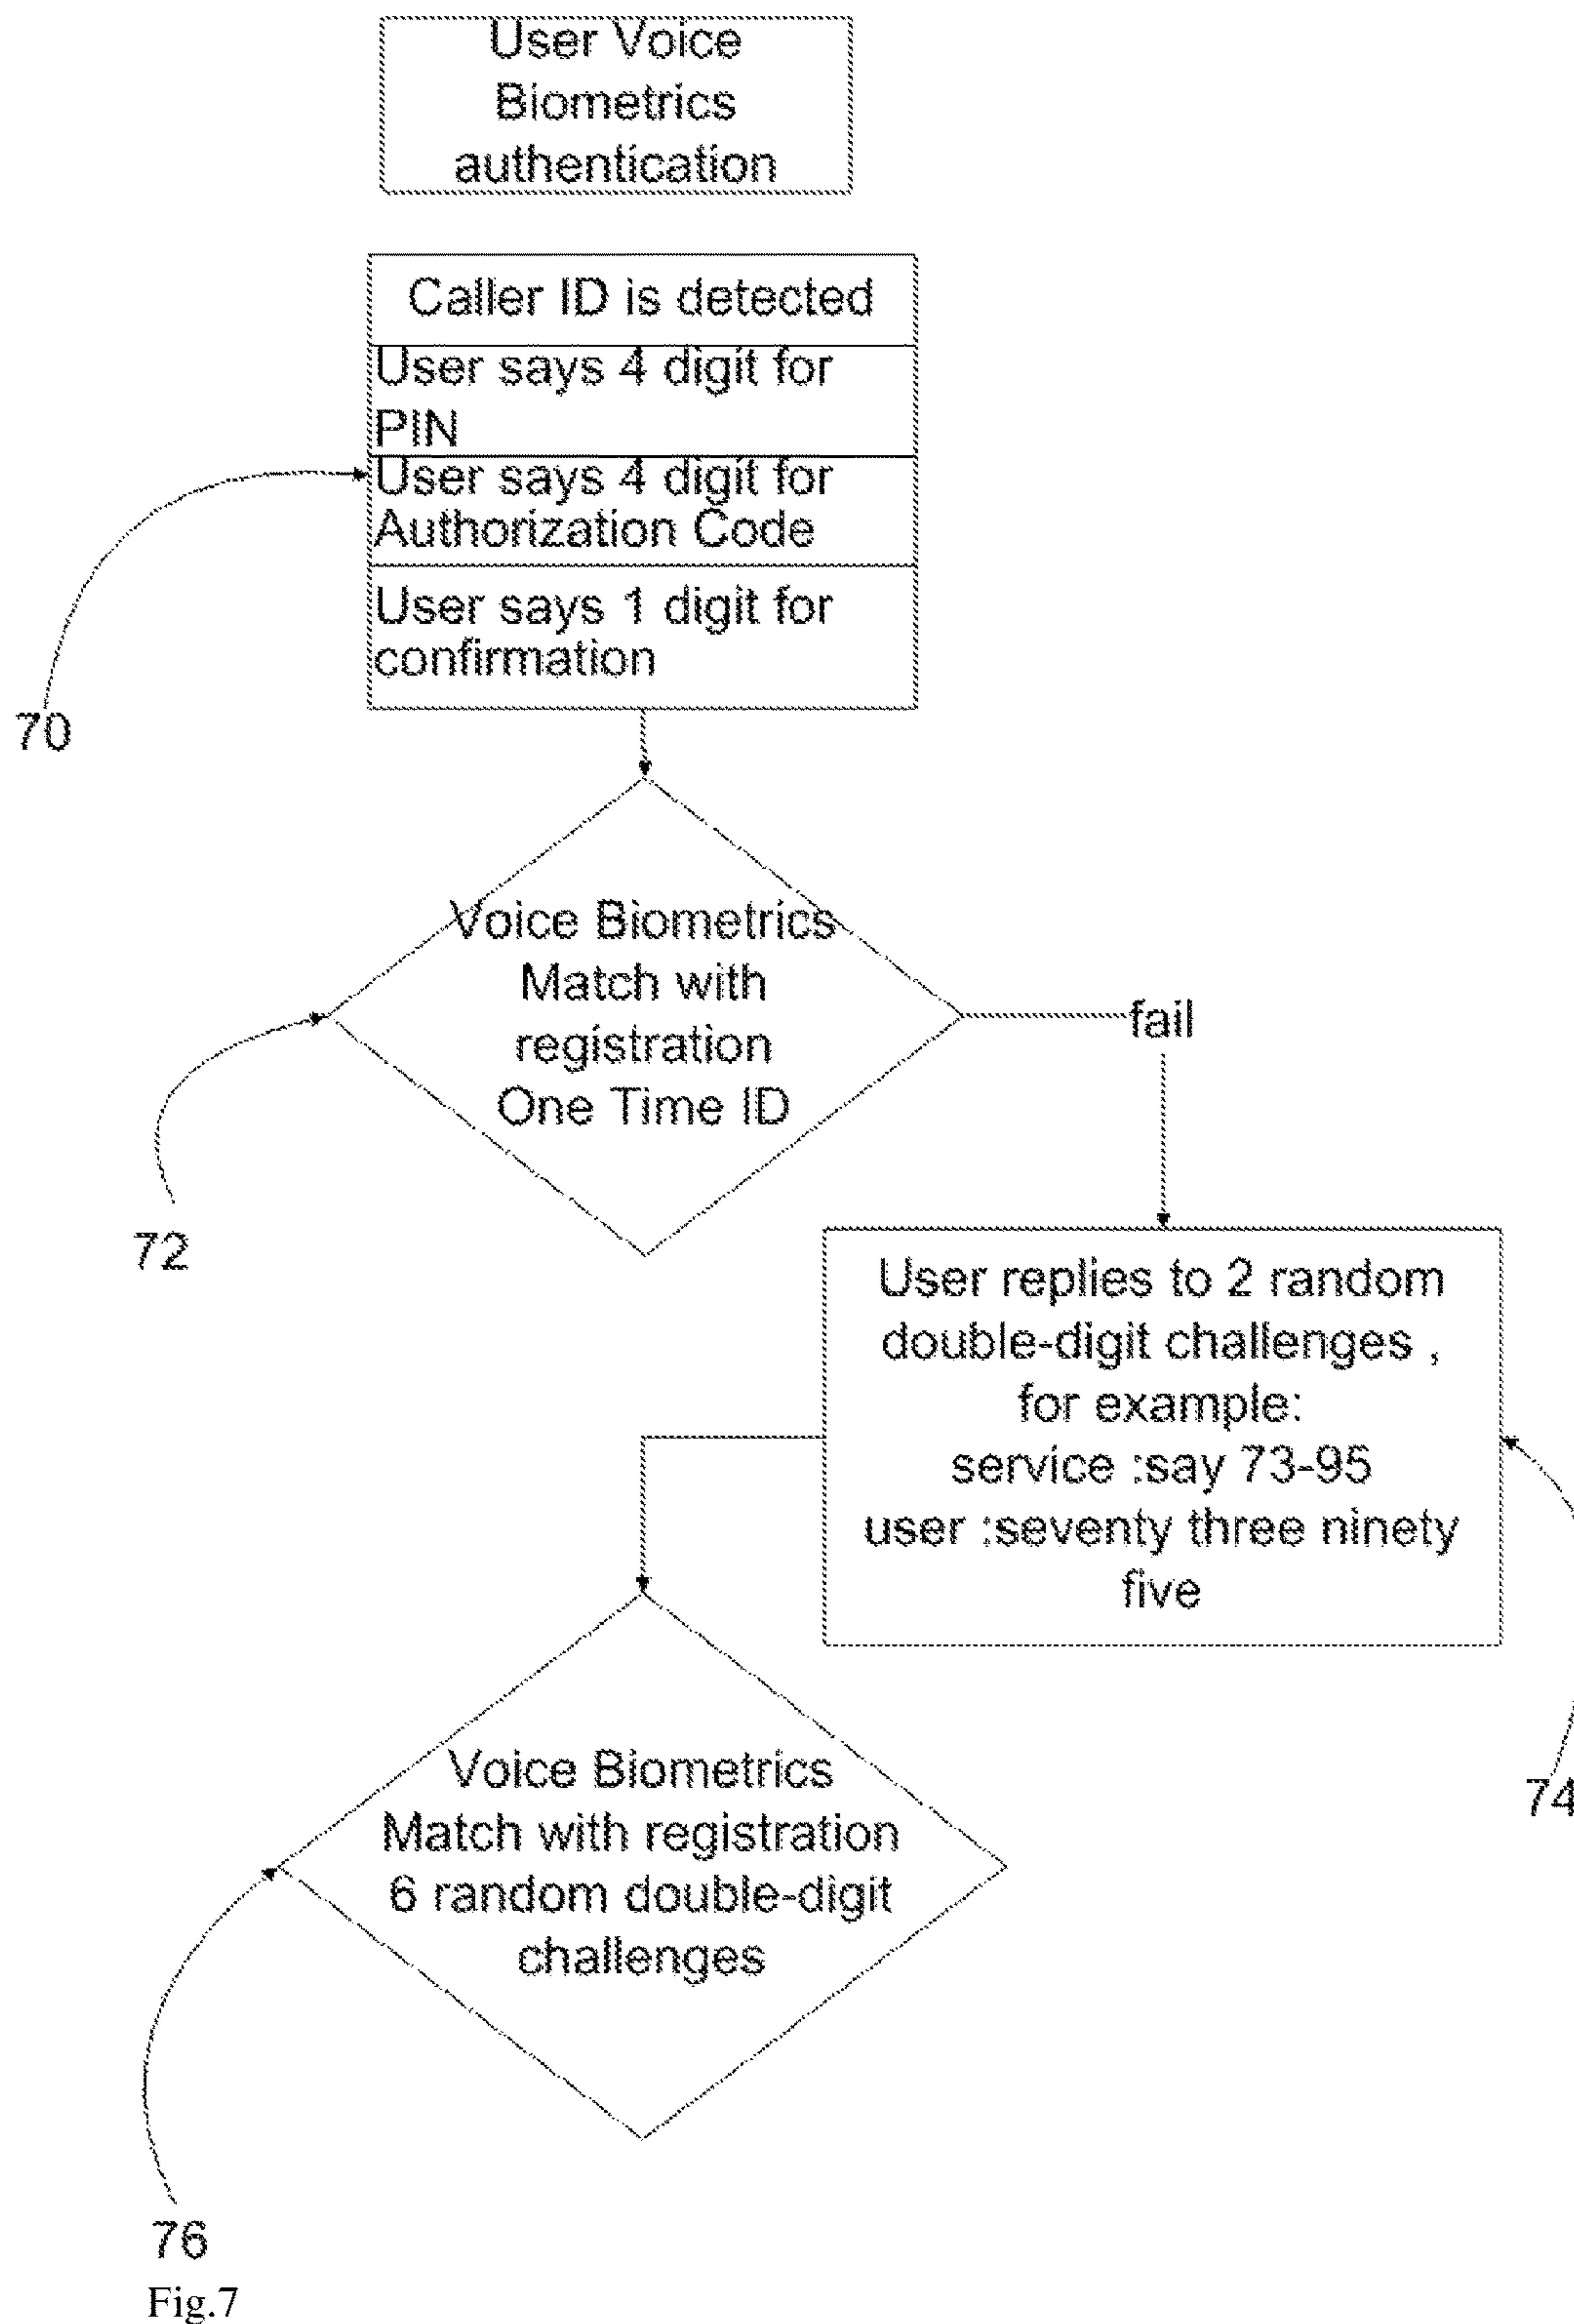 User Voice
Biometrics
authentication
Caller ID is detected
User says 4 digit for
PIN
User says 4 digit for
Authorization Code
User says 1 digit for
confirmation
70
Voice Biometrics
Match with
registration
One Time ID
fail
72
User replies to 2 random
double-digit challenges ,
for example:
service :say 73-95
user :seventy three ninety
five
74
Voice Biometrics
Match with registration
6 random double-digit
challenges
76
Fig.7